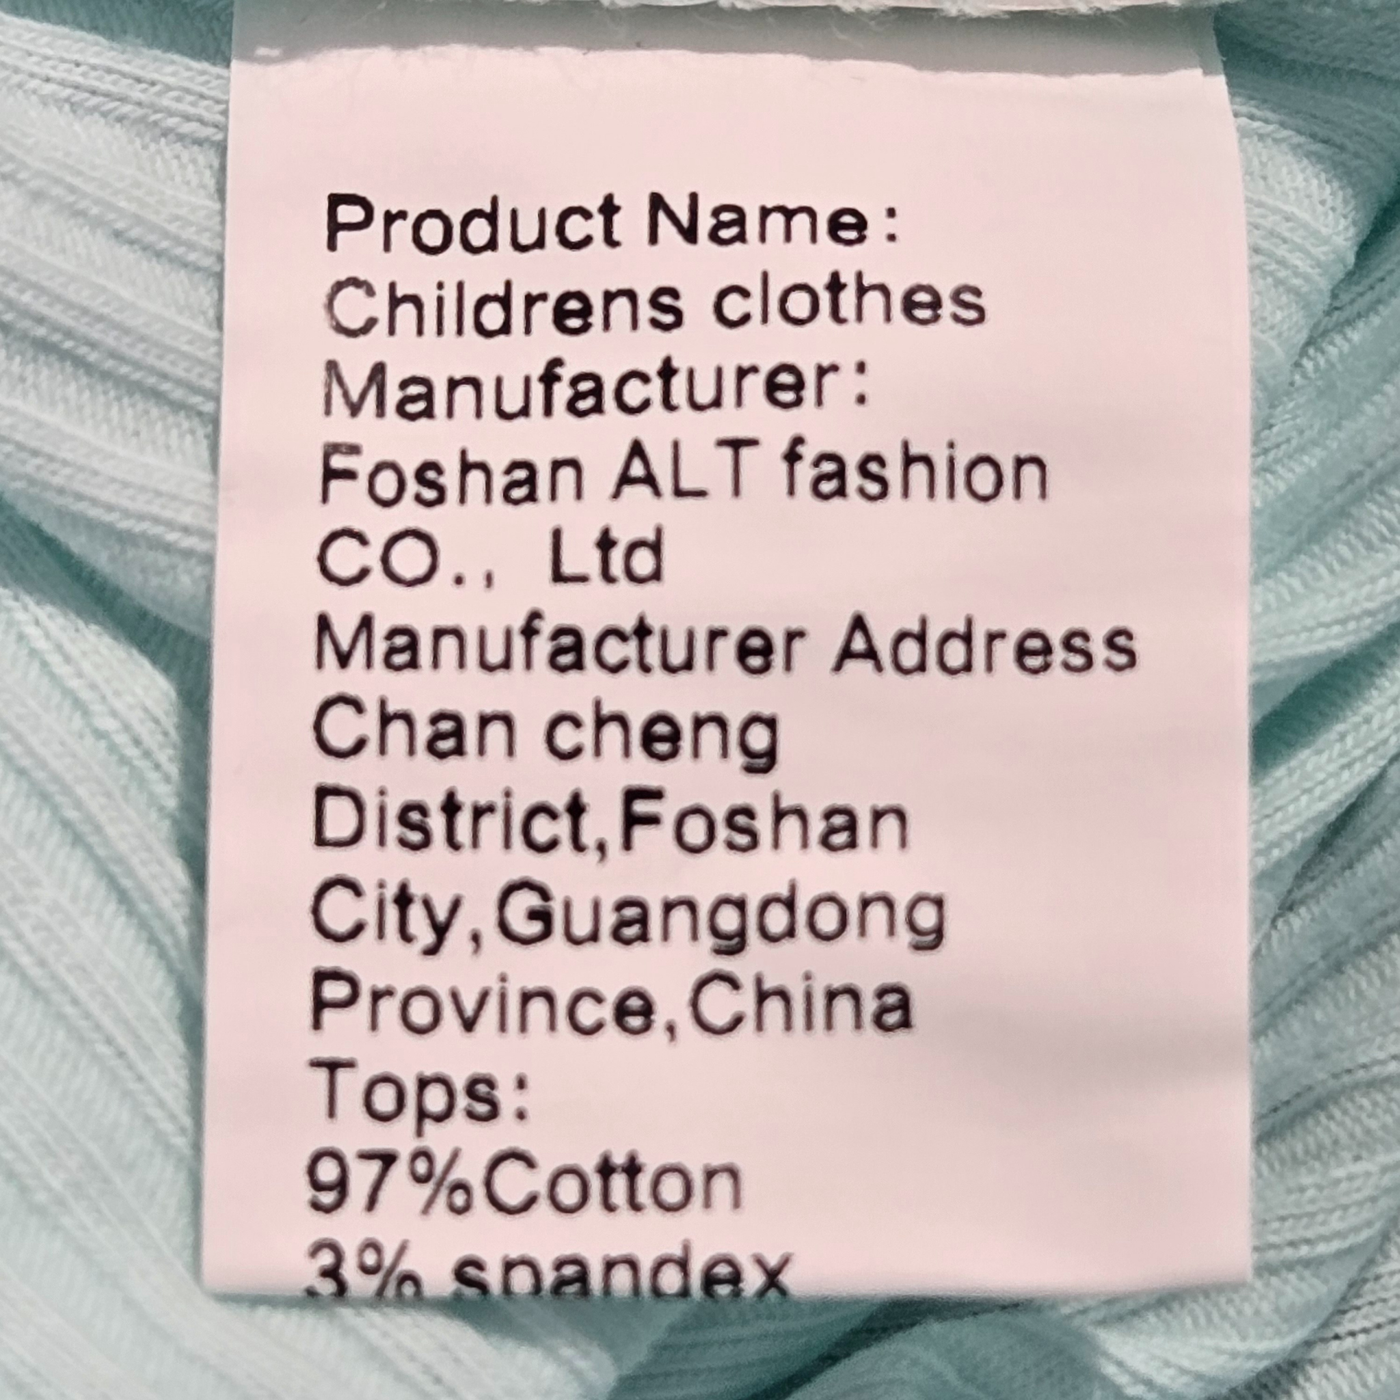 Product Name:
Childrens clothes
Manufacturer:
Foshan ALT fashion
CO., Ltd
Manufacturer Address
Chan cheng
District,Foshan
City,Guangdong
Province,China
Tops:
97%Cotton
3% spandex